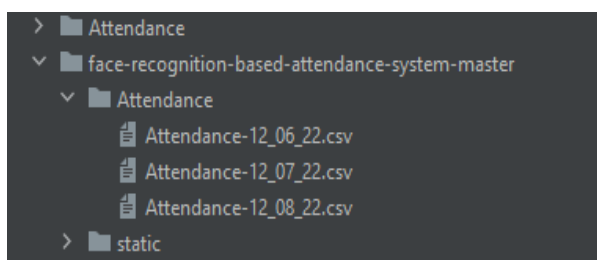 Attendance
face-recognition-based-attendance-system-master
Attendance
Attendance-12_06_22.csv
Attendance-12_07_22.csv
Attendance-12_08_22.csv
static